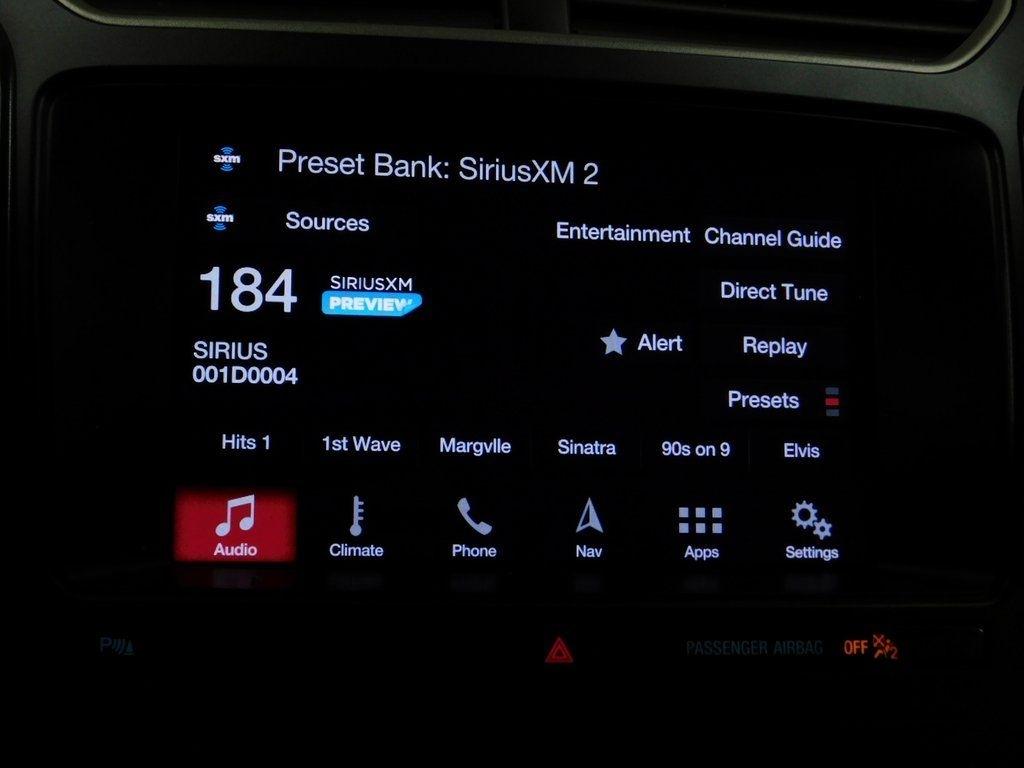 sxm Preset Bank: SiriusXM 2
sxm Sources Entertainment Channel Guide
184 SIRIUSXM PREVIEW Direct Tune
Alert Replay
SIRIUS
001D0004
Presets
Hits 1 1st Wave Margvlle Sinatra 90s on 9 Elvis
Audio Climate Phone Nav Apps Settings
P PASSENGER AIRBAG OFF 2